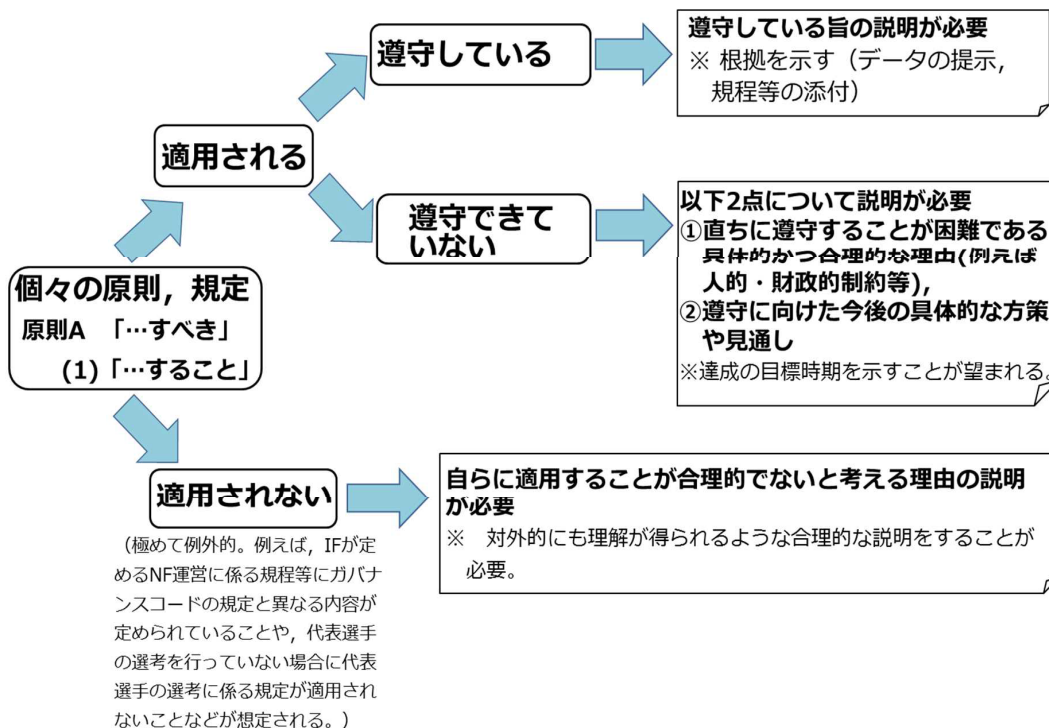 遵守している
遵守している旨の説明が必要
※ 根拠を示す（データの提示，
規程等の添付）
適用される
遵守できて
いない
以下2点について説明が必要
①直ちに遵守することが困難である
具体的かつ合理的な理由(例えば
人的・財政的制約等)，
②遵守に向けた今後の具体的な方策
や見通し
※達成の目標時期を示すことが望まれる。
個々の原則，規定
原則A 「…すべき」
(1)「…すること」
適用されない
（極めて例外的。例えば，IFが定
めるNF運営に係る規程等にガバナ
ンスコードの規定と異なる内容が
定められていることや，代表選手
の選考を行っていない場合に代表
選手の選考に係る規定が適用され
ないことなどが想定される。）
自らに適用することが合理的でないと考える理由の説明
が必要
※ 対外的にも理解が得られるような合理的な説明をすることが
必要。